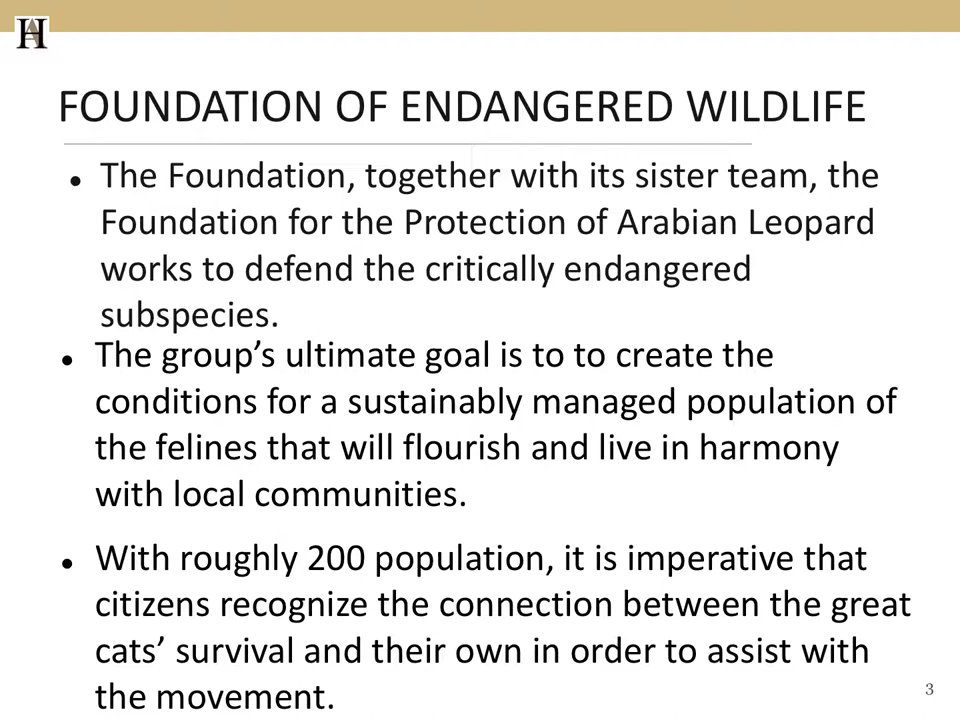 FOUNDATION OF ENDANGERED WILDLIFE
● The Foundation, together with its sister team, the
Foundation for the Protection of Arabian Leopard
works to defend the critically endangered
subspecies.
● The group’s ultimate goal is to to create the
conditions for a sustainably managed population of
the felines that will flourish and live in harmony
with local communities.
● With roughly 200 population, it is imperative that
citizens recognize the connection between the great
cats’ survival and their own in order to assist with
the movement.
3